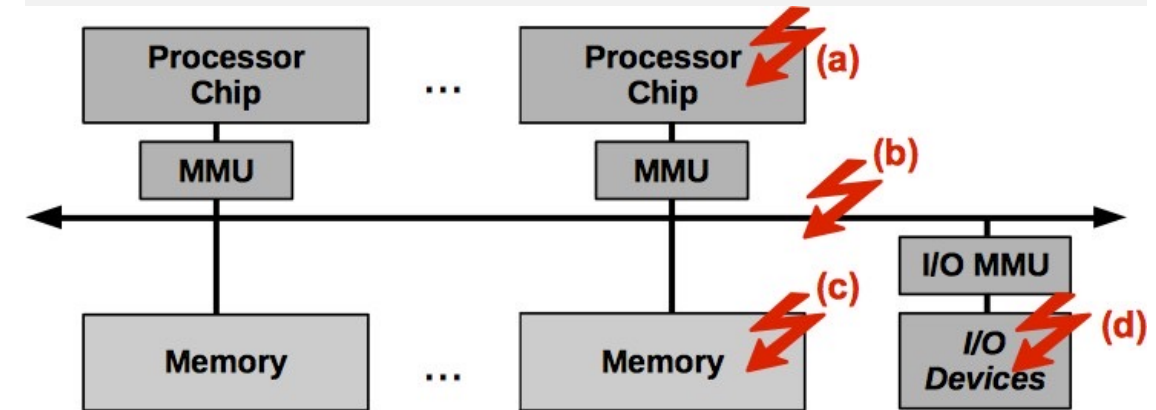 Processor
Chip
...
Processor
Chip
(a)
MMU
MMU
(b)
I/O MMU
Memory
...
Memory
(c)
I/O
Devices
(d)